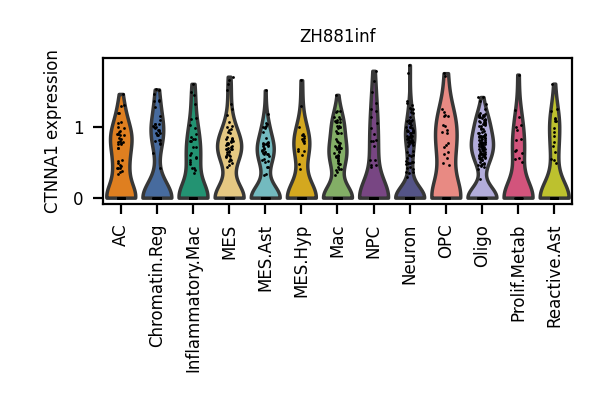 ZH881inf
CTNNA1 expression
1
0
AC
Chromatin.Reg
Inflammatory.Mac
MES
MES.Ast
MES.Hyp
Mac
NPC
Neuron
OPC
Oligo
Prolif.Metab
Reactive.Ast